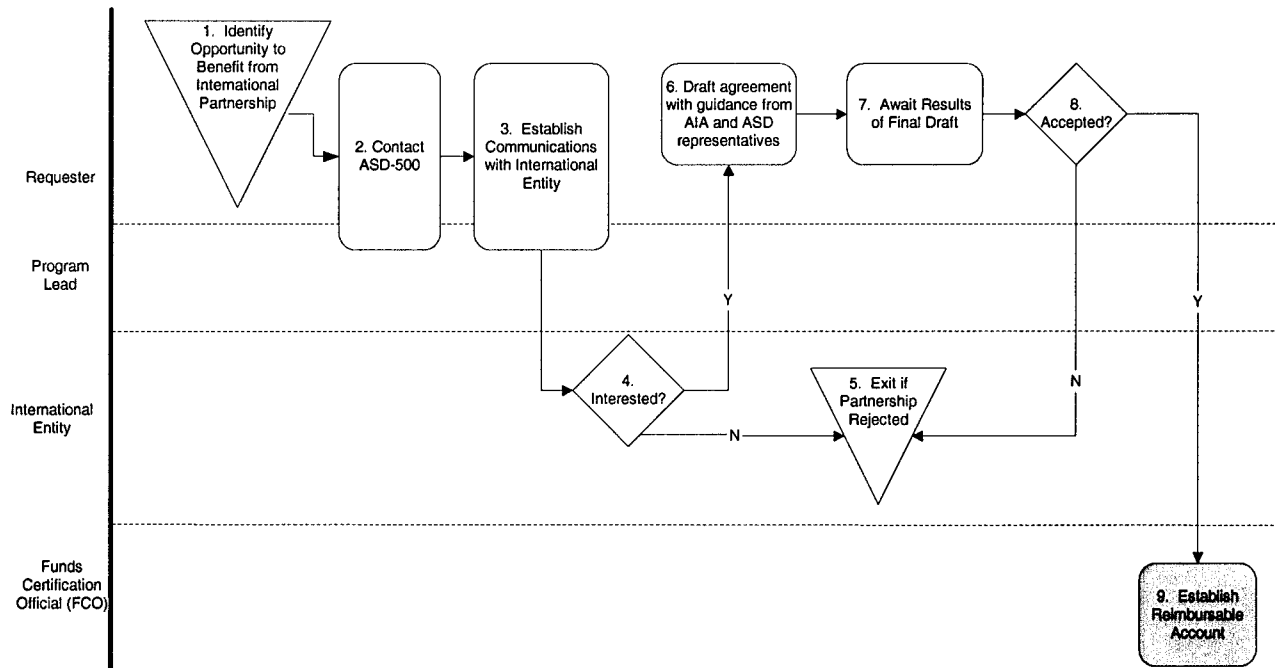 1. Identify
Opportunity to
Benefit from
International
Partnership
2. Contact
ASD-500
3. Establish
Communications
with International
Entity
6. Draft agreement
with guidance from
AIA and ASD
representatives
7. Await Results
of Final Draft
8.
Accepted?
Requester
Program
Lead
Y
Y
4.
Interested?
N
5. Exit if
Partnership
Rejected
N
International
Entity
Funds
Certification
Official (FCO)
9. Establish
Reimbursable
Account